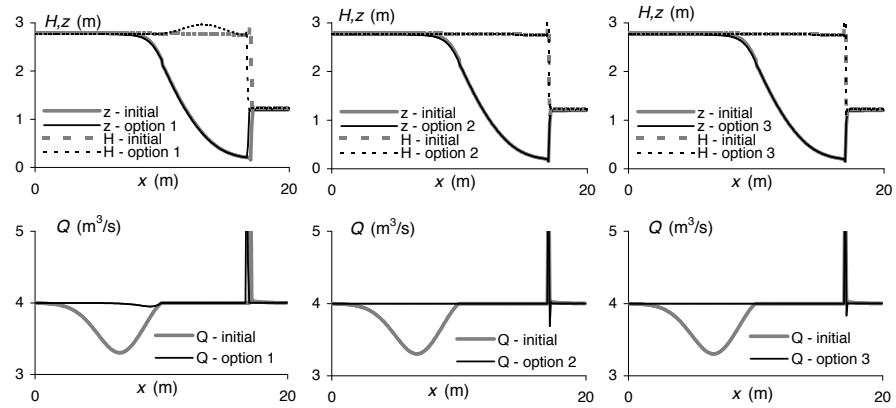 H,z (m)
3
2
1
0
z - initial
z - option 1
H - initial
H - option 1
0
20
x (m)
H,z (m)
3
2
1
0
z - initial
z - option 2
H - initial
H - option 2
0
20
x (m)
H,z (m)
3
2
1
0
z - initial
z - option 3
H - initial
H - option 3
0
20
x (m)
Q (m³/s)
5
4
3
Q - initial
Q - option 1
0
20
x (m)
Q (m³/s)
5
4
3
Q - initial
Q - option 2
0
20
x (m)
Q (m³/s)
5
4
3
Q - initial
Q - option 3
0
20
x (m)